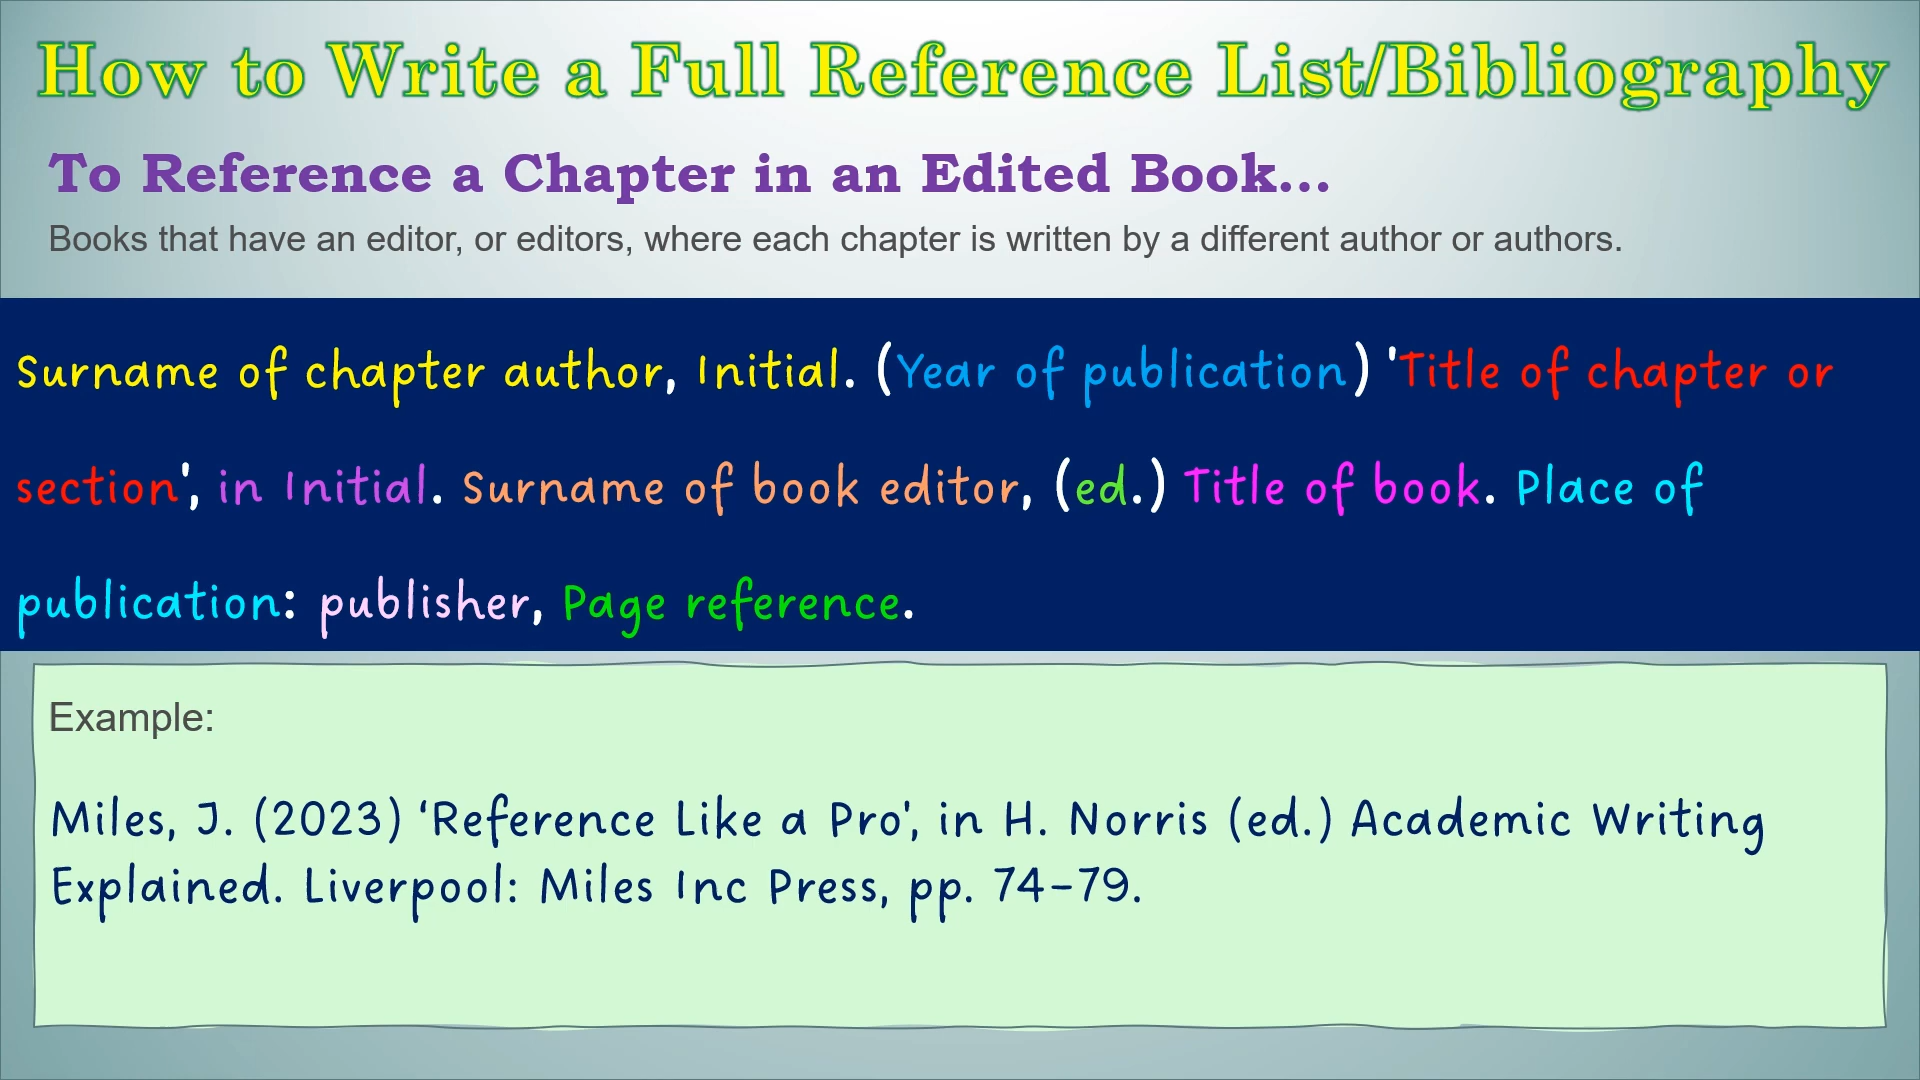 How to Write a Full Reference List/Bibliography
To Reference a Chapter in an Edited Book...
Books that have an editor, or editors, where each chapter is written by a different author or authors.
Surname of chapter author, Initial. (Year of publication) 'Title of chapter or
section', in Initial. Surname of book editor, (ed.) Title of book. Place of
publication: publisher, Page reference.
Example:
Miles, J. (2023) ‘Reference Like a Pro', in H. Norris (ed.) Academic Writing
Explained. Liverpool: Miles Inc Press, pp. 74-79.